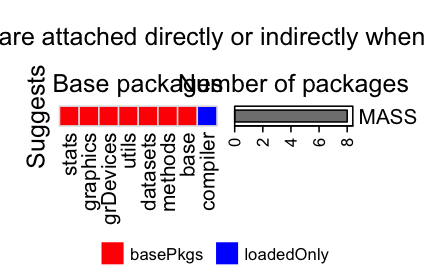 are attached directly or indirectly when
Base packages
Number of packages
Suggests
MASS
stats
graphics
grDevices
utils
datasets
methods
base
compiler
0
2
4
6
8
basePkgs
loadedOnly